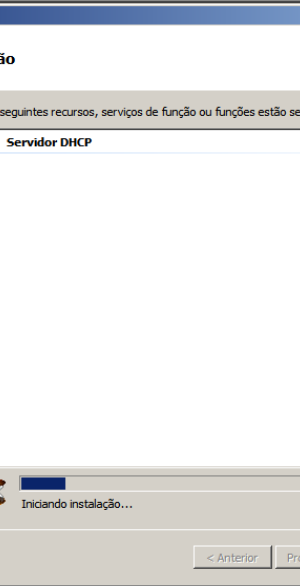 ão
seguintes recursos, serviços de função ou funções estão se
Servidor DHCP
Iniciando instalação...
< Anterior
Pr